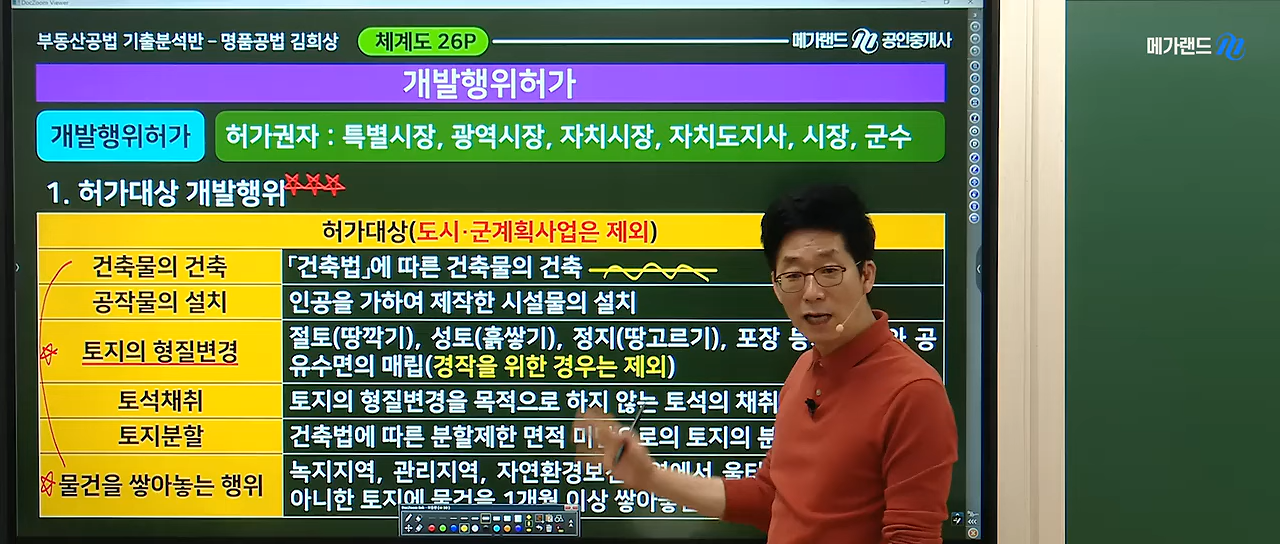 DocZoom Viewer
부동산공법 기출분석반 – 명품공법 김희상
체계도 26P
메가랜드 공인중개사
메가랜드
개발행위허가
개발행위허가
허가권자 : 특별시장, 광역시장, 자치시장, 자치도지사, 시장, 군수
1. 허가대상 개발행위
허가대상(도시·군계획사업은 제외)
건축물의 건축
「건축법」에 따른 건축물의 건축
공작물의 설치
인공을 가하여 제작한 시설물의 설치
토지의 형질변경
절토(땅깍기), 성토(흙쌓기), 정지(땅고르기), 포장 공
유수면의 매립(경작을 위한 경우는 제외)
토석채취
토지의 형질변경을 목적으로 하지 않는 토석의 채취
토지분할
건축법에 따른 분할제한 면적 토지의
물건을 쌓아놓는 행위
녹지지역, 관리지역,
아니한 토지에 물건을 1개월 이상